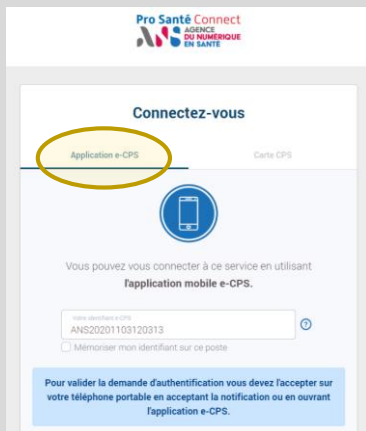 Pro Santé Connect
AGENCE
DU NUMÉRIQUE
EN SANTÉ
Connectez-vous
Application e-CPS
Carte CPS
Vous pouvez vous connecter à ce service en utilisant
l'application mobile e-CPS.
Votre identifiant e-CPS
ANS20201103120313
Mémoriser mon identifiant sur ce poste
Pour valider la demande d'authentification vous devez l'accepter sur
votre téléphone portable en acceptant la notification ou en ouvrant
l'application e-CPS.